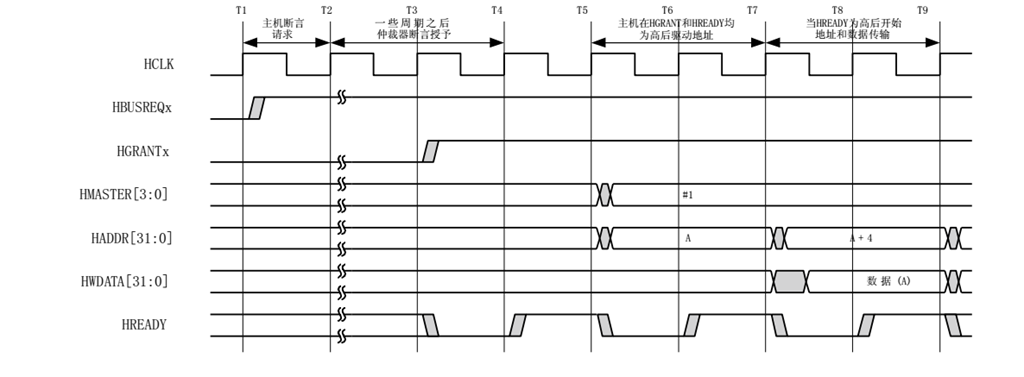 T1 T2 T3 T4 T5 T6 T7 T8 T9
主机断言
请求
一些周期之后
仲裁器断言授予
主机在HGRANT和HREADY均
为高后驱动地址
当HREADY为高后开始
地址和数据传输
HCLK
HBUSREQx
HGRANTx
HMASTER[3:0] #1
HADDR[31:0] A A + 4
HWDATA[31:0] 数据 (A)
HREADY